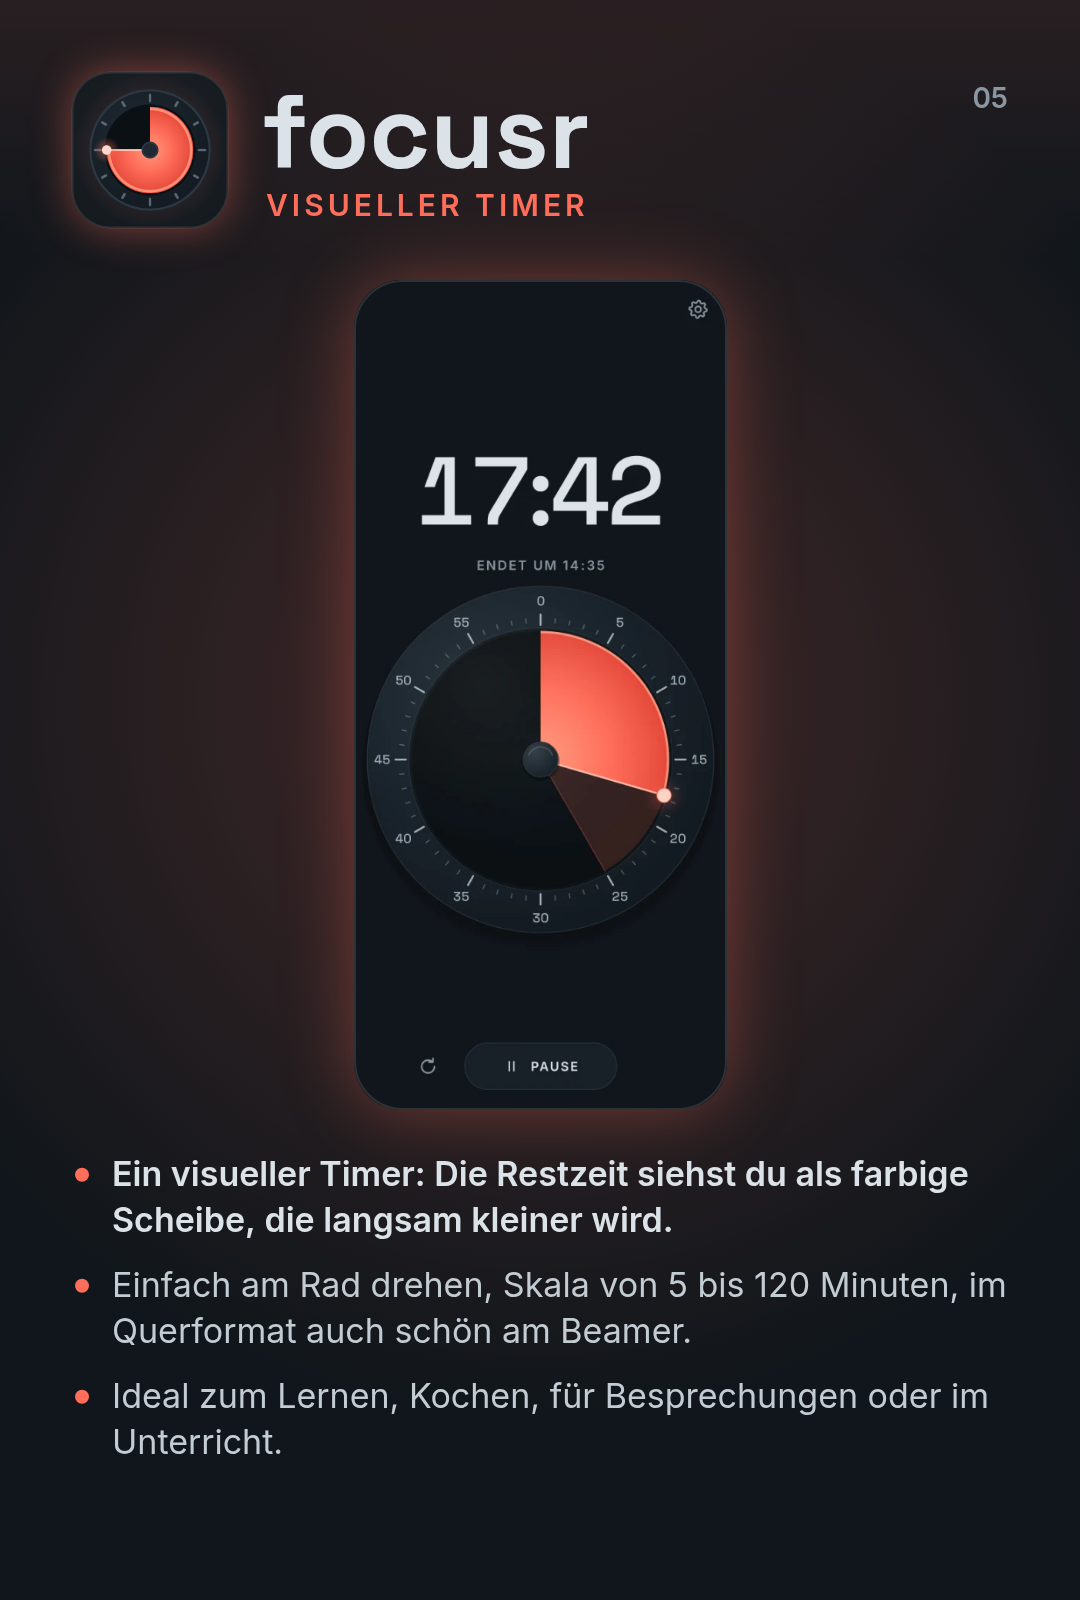 focusr
VISUELLER TIMER
05
17:42
ENDET UM 14:35
0
5
10
15
20
25
30
35
40
45
50
55
PAUSE
Ein visueller Timer: Die Restzeit siehst du als farbige
Scheibe, die langsam kleiner wird.
Einfach am Rad drehen, Skala von 5 bis 120 Minuten, im
Querformat auch schön am Beamer.
Ideal zum Lernen, Kochen, für Besprechungen oder im
Unterricht.